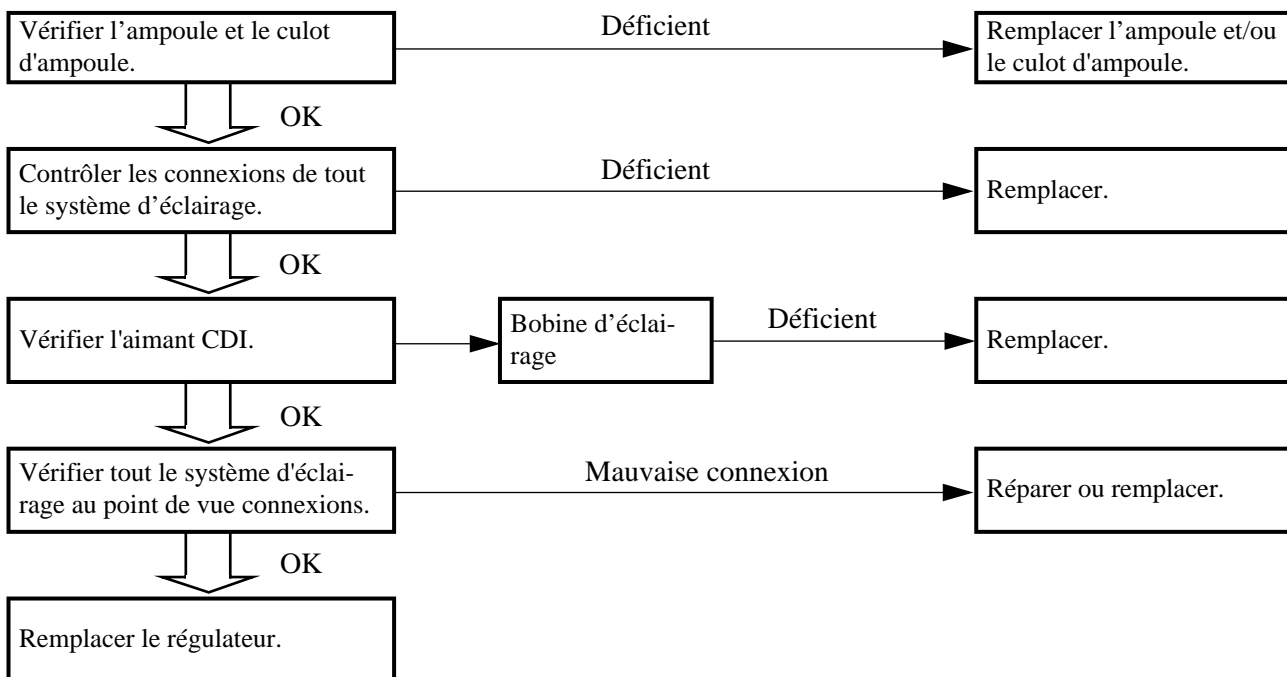 Vérifier l’ampoule et le culot
d'ampoule.
Déficient
Remplacer l’ampoule et/ou
le culot d'ampoule.
OK
Contrôler les connexions de tout
le système d’éclairage.
Déficient
Remplacer.
OK
Vérifier l'aimant CDI.
Bobine d’éclai-
rage
Déficient
Remplacer.
OK
Vérifier tout le système d'éclai-
rage au point de vue connexions.
Mauvaise connexion
Réparer ou remplacer.
OK
Remplacer le régulateur.